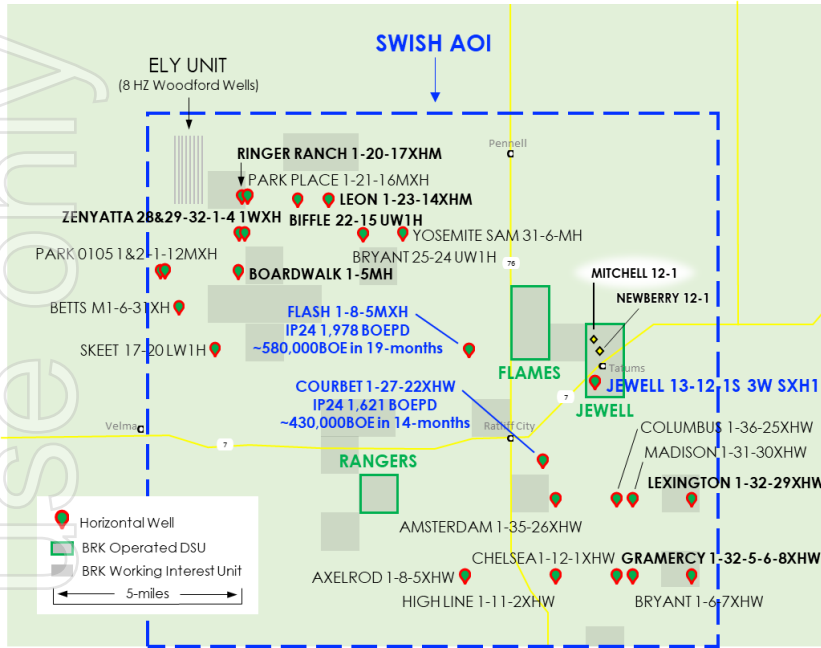 SWISH AOI
ELY UNIT
(8 HZ Woodford Wells)
Pennell
RINGER RANCH 1-20-17XHM
PARK PLACE 1-21-16MXH
LEON 1-23-14XHM
ZENYATTA 28&29-32-1-4 1WXH
BIFFLE 22-15 UW1H
YOSEMITE SAM 31-6-MH
PARK 0105 1&2-1-12MXH
BRYANT 25-24 UW1H
76
BOARDWALK 1-5MH
MITCHELL 12-1
NEWBERRY 12-1
BETTS M1-6-31XH
FLASH 1-8-5MXH
IP24 1,978 BOEPD
~580,000BOE in 19-months
SKEET 17-20 LW1H
FLAMES
Tatums
COURBET 1-27-22XHW
IP24 1,621 BOEPD
~430,000BOE in 14-months
JEWELL 13-12-1S 3W SXH1
7
JEWELL
Velma
Ratliff City
COLUMBUS 1-36-25XHW
7
MADISON 1-31-30XHW
RANGERS
LEXINGTON 1-32-29XHW
AMSTERDAM 1-35-26XHW
Horizontal Well
BRK Operated DSU
BRK Working Interest Unit
5-miles
CHELSEA 1-12-1XHW
GRAMERCY 1-32-5-6-8XHW
AXELROD 1-8-5XHW
HIGH LINE 1-11-2XHW
BRYANT 1-6-7XHW
use only